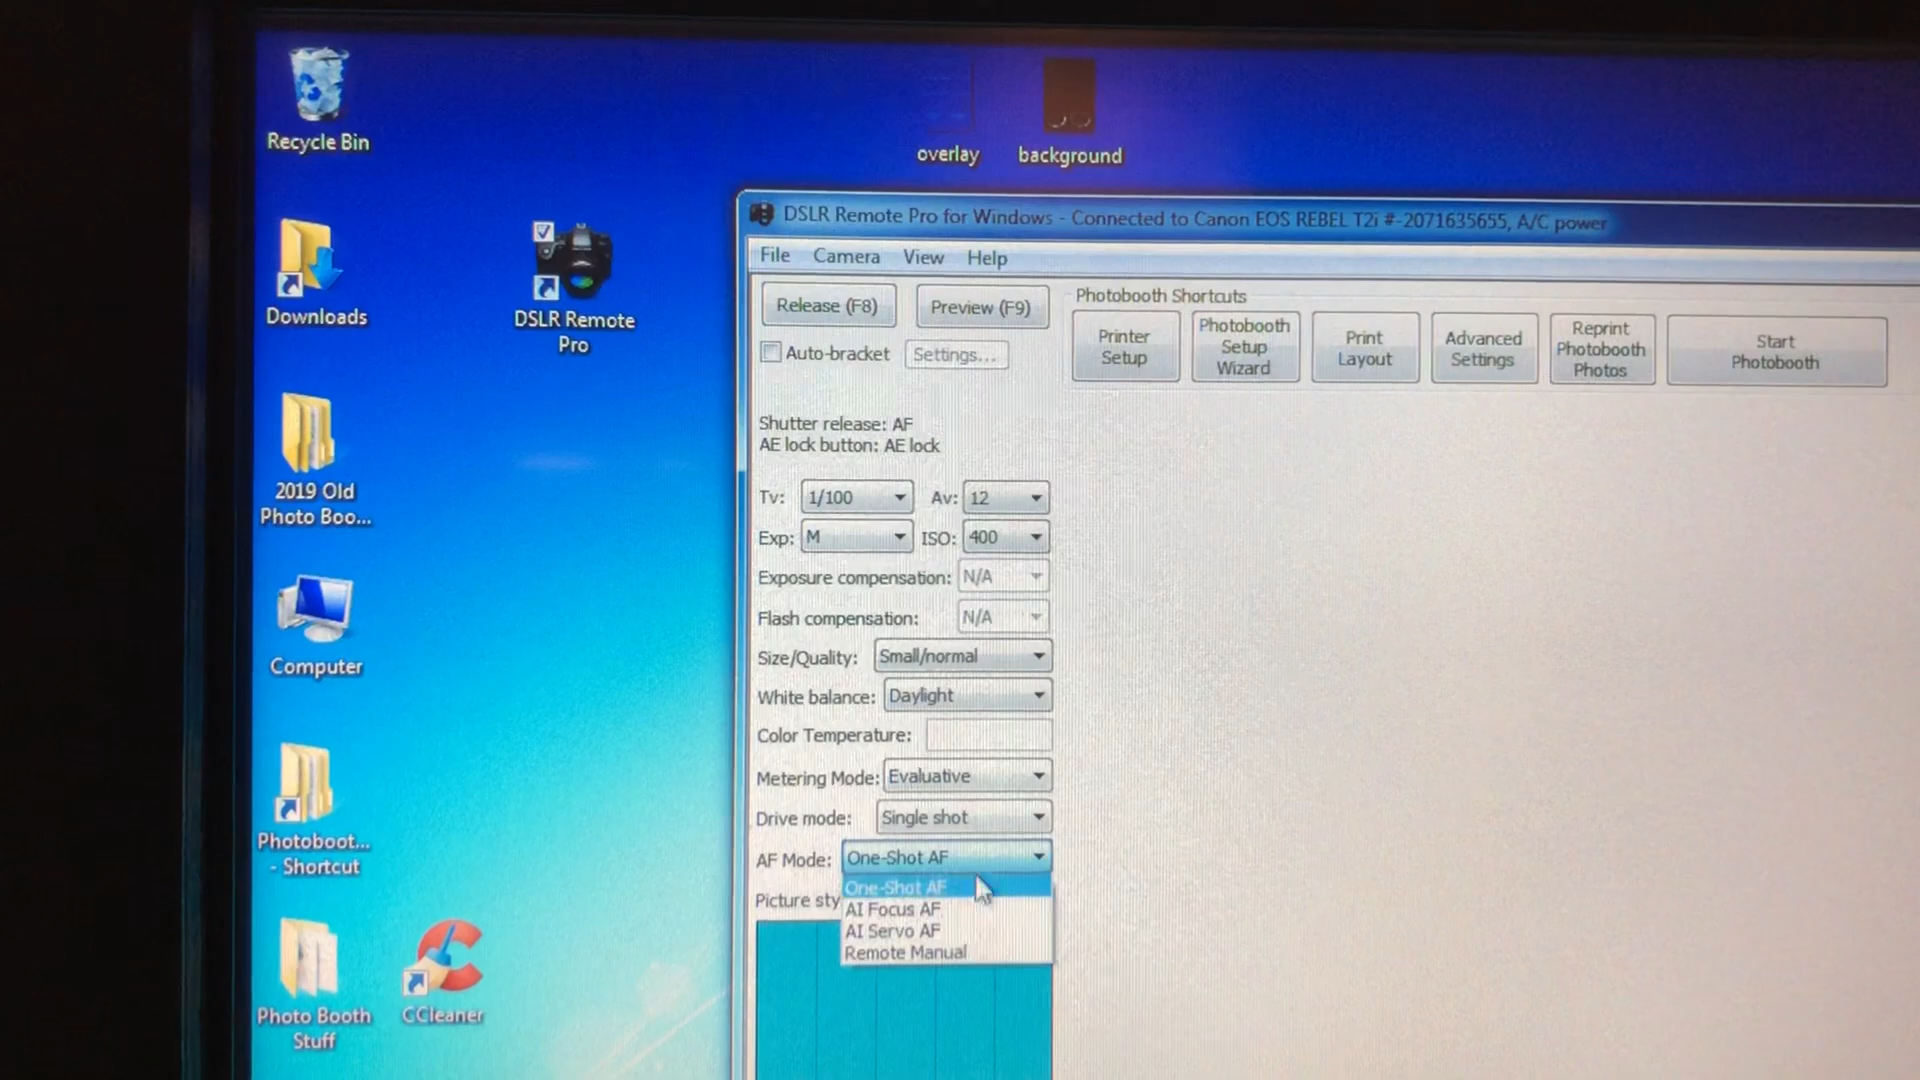 Recycle Bin
overlay
background
Downloads
DSLR Remote
Pro
2019 Old
Photo Boo...
Computer
Photoboot...
- Shortcut
Photo Booth
Stuff
CCleaner
DSLR Remote Pro for Windows - Connected to Canon EOS REBEL T2i #-2071635655, A/C power
File Camera View Help
Release (F8) Preview (F9)
Auto-bracket Settings...
Photobooth Shortcuts
Printer
Setup
Photobooth
Setup
Wizard
Print
Layout
Advanced
Settings
Reprint
Photobooth
Photos
Start
Photobooth
Shutter release: AF
AE lock button: AE lock
Tv: 1/100 Av: 12
Exp: M ISO: 400
Exposure compensation: N/A
Flash compensation: N/A
Size/Quality: Small/normal
White balance: Daylight
Color Temperature:
Metering Mode: Evaluative
Drive mode: Single shot
AF Mode: One-Shot AF
One-Shot AF
Picture sty
AI Focus AF
AI Servo AF
Remote Manual